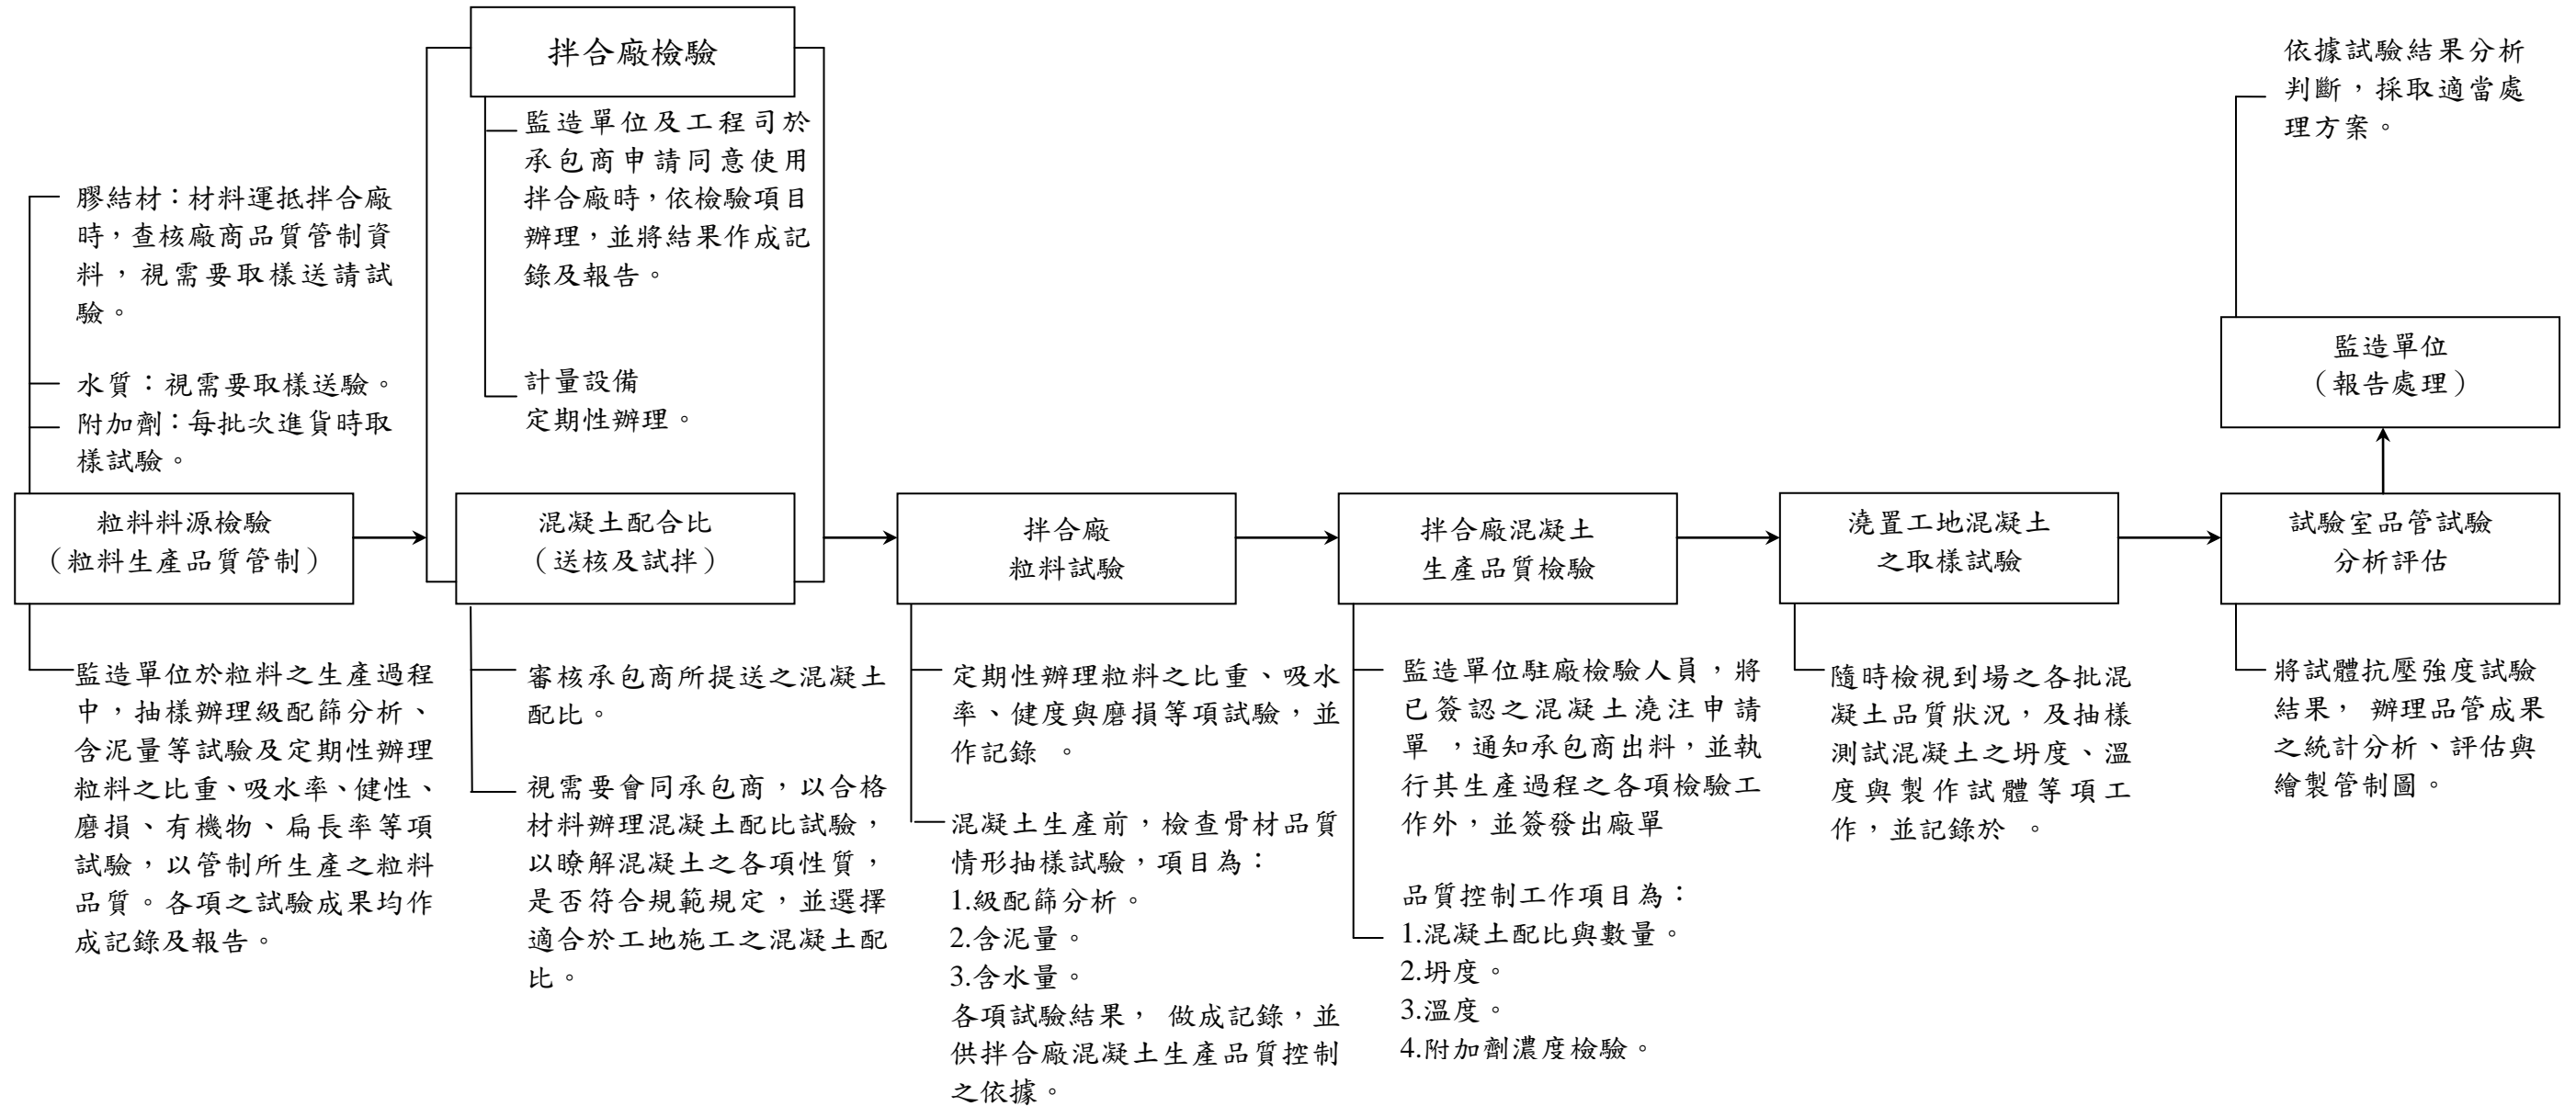 拌合廠檢驗
監造單位及工程司於
承包商申請同意使用
拌合廠時，依檢驗項目
辦理，並將結果作成記
錄及報告。
計量設備
定期性辦理。
膠結材：材料運抵拌合廠
時，查核廠商品質管制資
料，視需要取樣送請試
驗。
水質：視需要取樣送驗。
附加劑：每批次進貨時取
樣試驗。
粒料料源檢驗
（粒料生產品質管制）
監造單位於粒料之生產過程
中，抽樣辦理級配篩分析、
含泥量等試驗及定期性辦理
粒料之比重、吸水率、健性、
磨損、有機物、扁長率等項
試驗，以管制所生產之粒料
品質。各項之試驗成果均作
成記錄及報告。
混凝土配合比
（送核及試拌）
審核承包商所提送之混凝土
配比。
視需要會同承包商，以合格
材料辦理混凝土配比試驗，
以瞭解混凝土之各項性質，
是否符合規範規定，並選擇
適合於工地施工之混凝土配
比。
拌合廠
粒料試驗
定期性辦理粒料之比重、吸水
率、健度與磨損等項試驗，並
作記錄 。
混凝土生產前，檢查骨材品質
情形抽樣試驗，項目為：
1.級配篩分析。
2.含泥量。
3.含水量。
各項試驗結果， 做成記錄，並
供拌合廠混凝土生產品質控制
之依據。
拌合廠混凝土
生產品質檢驗
監造單位駐廠檢驗人員，將
已簽認之混凝土澆注申請
單 ，通知承包商出料，並執
行其生產過程之各項檢驗工
作外，並簽發出廠單
品質控制工作項目為：
1.混凝土配比與數量。
2.坍度。
3.溫度。
4.附加劑濃度檢驗。
澆置工地混凝土
之取樣試驗
隨時檢視到場之各批混
凝土品質狀況，及抽樣
測試混凝土之坍度、溫
度與製作試體等項工
作，並記錄於 。
試驗室品管試驗
分析評估
將試體抗壓強度試驗
結果， 辦理品管成果
之統計分析、評估與
繪製管制圖。
監造單位
（報告處理）
依據試驗結果分析
判斷，採取適當處
理方案。